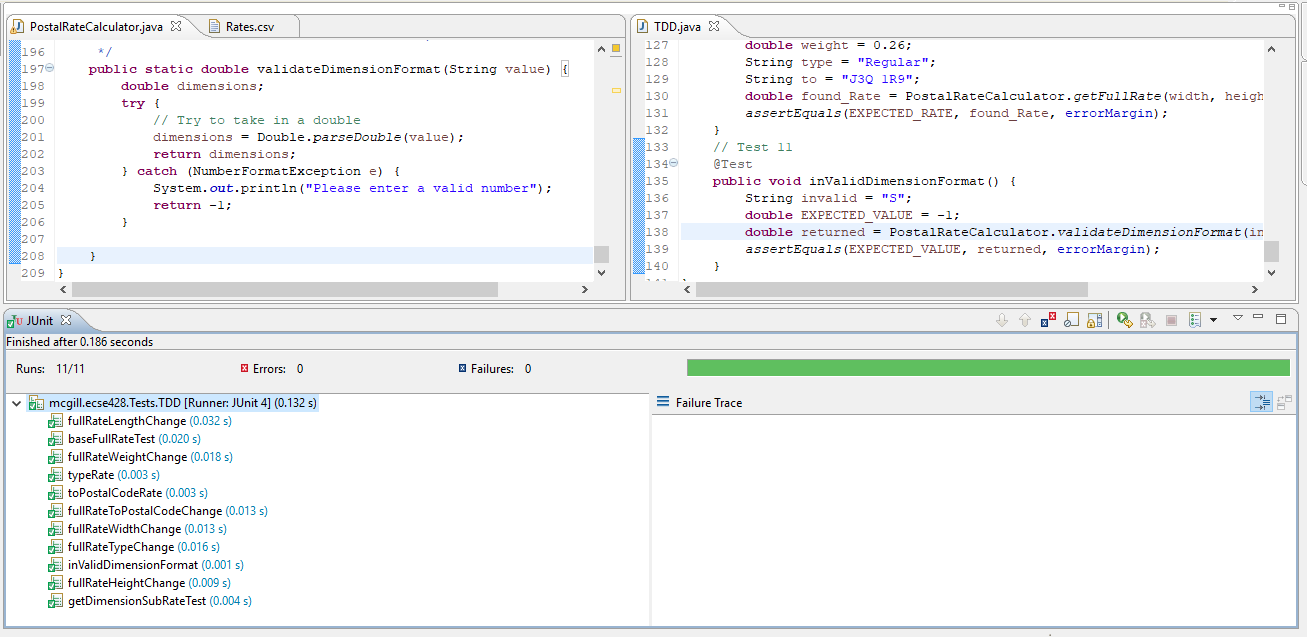 PostalRateCalculator.java
Rates.csv
196 */
197 public static double validateDimensionFormat(String value) {
198 double dimensions;
199 try {
200 // Try to take in a double
201 dimensions = Double.parseDouble(value);
202 return dimensions;
203 } catch (NumberFormatException e) {
204 System.out.println("Please enter a valid number");
205 return -1;
206 }
207
208 }
209 }
TDD.java
127 double weight = 0.26;
128 String type = "Regular";
129 String to = "J3Q 1R9";
130 double found_Rate = PostalRateCalculator.getFullRate(width, heigh
131 assertEquals(EXPECTED_RATE, found_Rate, errorMargin);
132 }
133 // Test 11
134 @Test
135 public void inValidDimensionFormat() {
136 String invalid = "S";
137 double EXPECTED_VALUE = -1;
138 double returned = PostalRateCalculator.validateDimensionFormat(in
139 assertEquals(EXPECTED_VALUE, returned, errorMargin);
140 }
JUnit
Finished after 0.186 seconds
Runs: 11/11 Errors: 0 Failures: 0
mcgill.ecse428.Tests.TDD [Runner: JUnit 4] (0.132 s)
fullRateLengthChange (0.032 s)
baseFullRateTest (0.020 s)
fullRateWeightChange (0.018 s)
typeRate (0.003 s)
toPostalCodeRate (0.003 s)
fullRateToPostalCodeChange (0.013 s)
fullRateWidthChange (0.013 s)
fullRateTypeChange (0.016 s)
inValidDimensionFormat (0.001 s)
fullRateHeightChange (0.009 s)
getDimensionSubRateTest (0.004 s)
Failure Trace